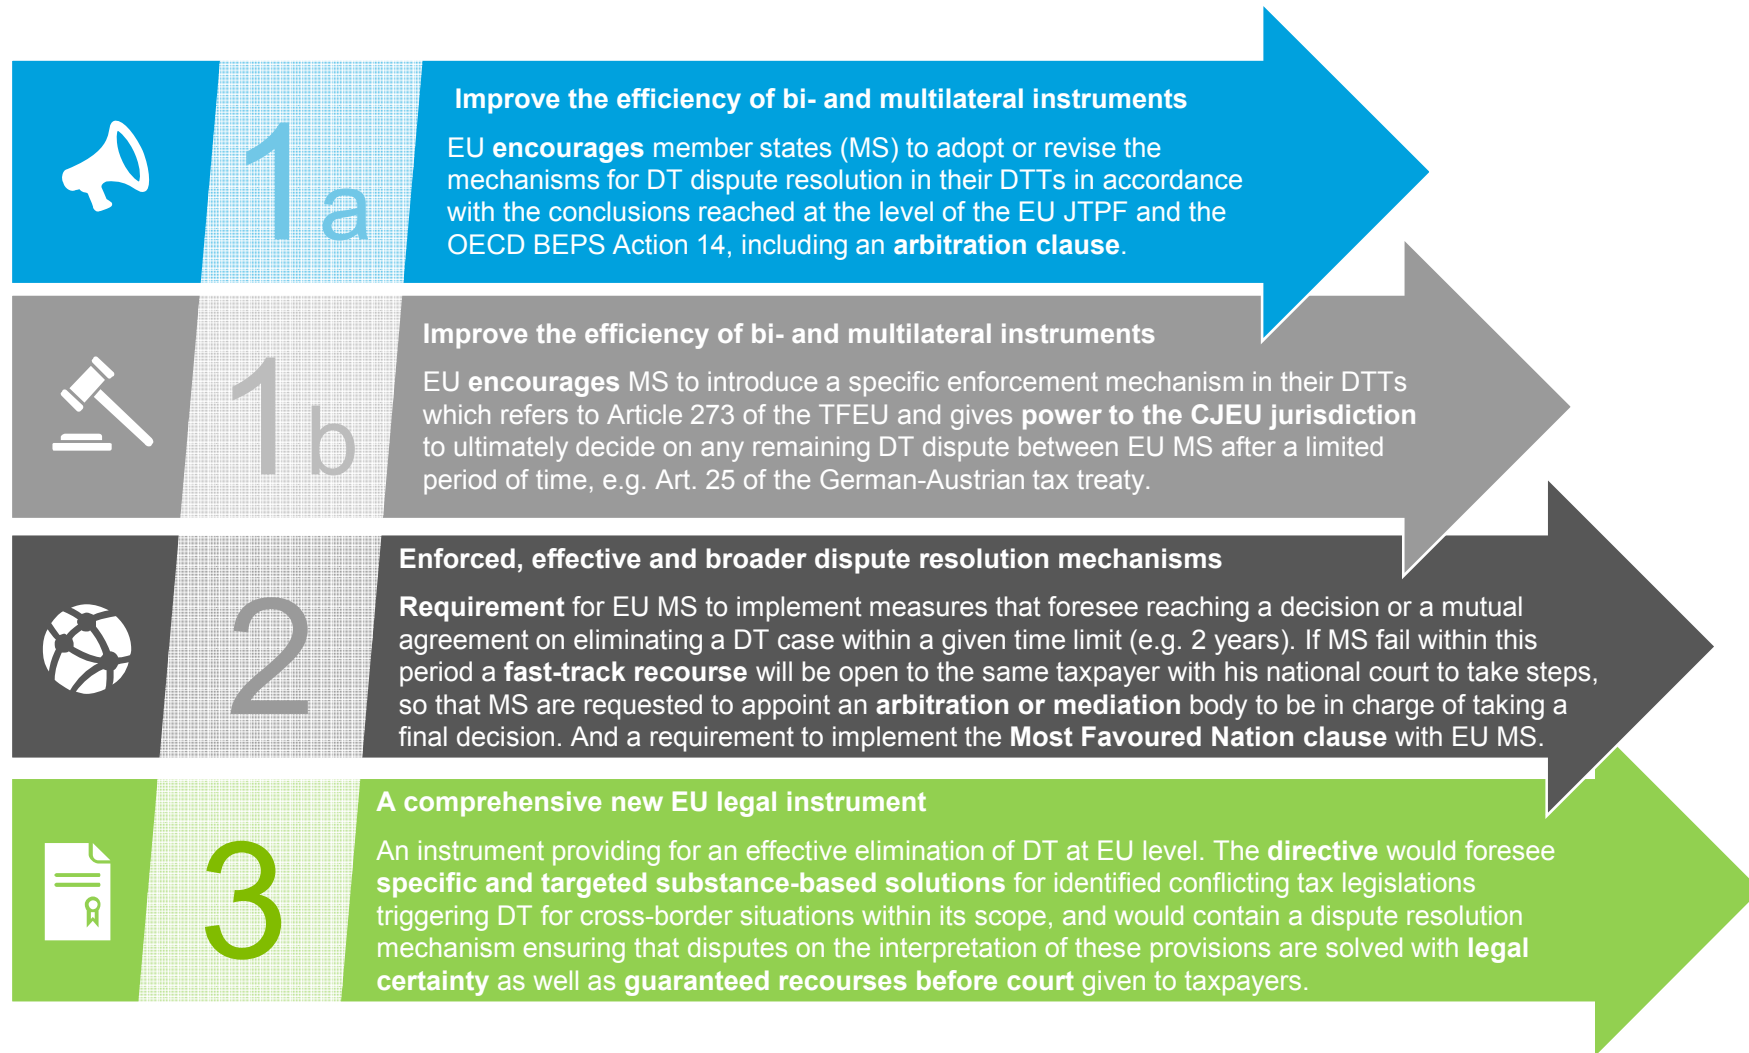 1a
Improve the efficiency of bi- and multilateral instruments
EU encourages member states (MS) to adopt or revise the
mechanisms for DT dispute resolution in their DTTs in accordance
with the conclusions reached at the level of the EU JTPF and the
OECD BEPS Action 14, including an arbitration clause.
1b
Improve the efficiency of bi- and multilateral instruments
EU encourages MS to introduce a specific enforcement mechanism in their DTTs
which refers to Article 273 of the TFEU and gives power to the CJEU jurisdiction
to ultimately decide on any remaining DT dispute between EU MS after a limited
period of time, e.g. Art. 25 of the German-Austrian tax treaty.
2
Enforced, effective and broader dispute resolution mechanisms
Requirement for EU MS to implement measures that foresee reaching a decision or a mutual
agreement on eliminating a DT case within a given time limit (e.g. 2 years). If MS fail within this
period a fast-track recourse will be open to the same taxpayer with his national court to take steps,
so that MS are requested to appoint an arbitration or mediation body to be in charge of taking a
final decision. And a requirement to implement the Most Favoured Nation clause with EU MS.
3
A comprehensive new EU legal instrument
An instrument providing for an effective elimination of DT at EU level. The directive would foresee
specific and targeted substance-based solutions for identified conflicting tax legislations
triggering DT for cross-border situations within its scope, and would contain a dispute resolution
mechanism ensuring that disputes on the interpretation of these provisions are solved with legal
certainty as well as guaranteed recourses before court given to taxpayers.